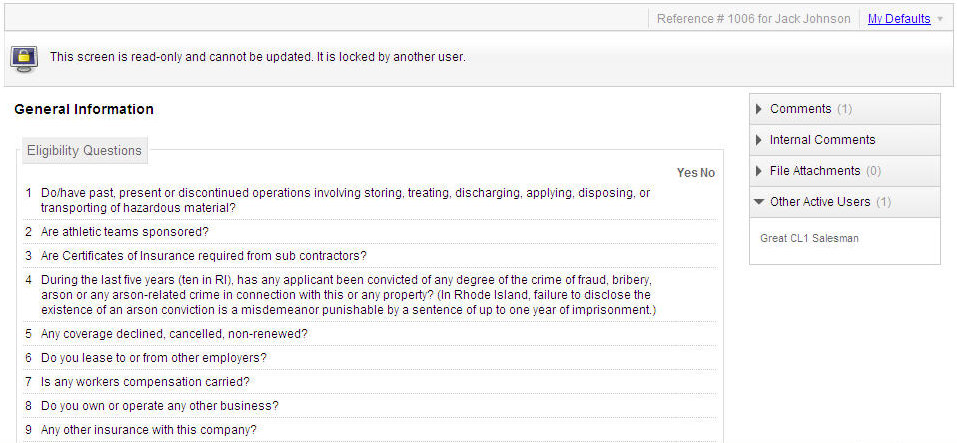 Reference # 1006 for Jack Johnson My Defaults
This screen is read-only and cannot be updated. It is locked by another user.
General Information
Eligibility Questions
Yes No
1 Do/have past, present or discontinued operations involving storing, treating, discharging, applying, disposing, or
transporting of hazardous material?
2 Are athletic teams sponsored?
3 Are Certificates of Insurance required from sub contractors?
4 During the last five years (ten in RI), has any applicant been convicted of any degree of the crime of fraud, bribery,
arson or any arson-related crime in connection with this or any property? (In Rhode Island, failure to disclose the
existence of an arson conviction is a misdemeanor punishable by a sentence of up to one year of imprisonment.)
5 Any coverage declined, cancelled, non-renewed?
6 Do you lease to or from other employers?
7 Is any workers compensation carried?
8 Do you own or operate any other business?
9 Any other insurance with this company?
Comments (1)
Internal Comments
File Attachments (0)
Other Active Users (1)
Great CL1 Salesman